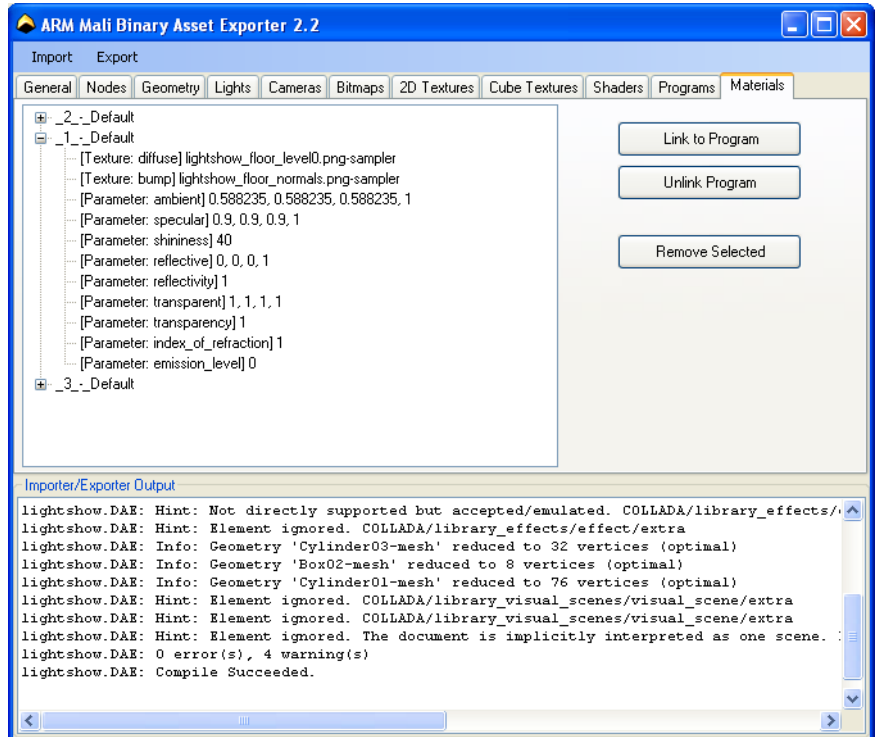 ARM Mali Binary Asset Exporter 2.2
Import Export
General Nodes Geometry Lights Cameras Bitmaps 2D Textures Cube Textures Shaders Programs Materials
_2_-_Default
_1_-_Default
[Texture: diffuse] lightshow_floor_level0.png-sampler
[Texture: bump] lightshow_floor_normals.png-sampler
[Parameter: ambient] 0.588235, 0.588235, 0.588235, 1
[Parameter: specular] 0.9, 0.9, 0.9, 1
[Parameter: shininess] 40
[Parameter: reflective] 0, 0, 0, 1
[Parameter: reflectivity] 1
[Parameter: transparent] 1, 1, 1, 1
[Parameter: transparency] 1
[Parameter: index_of_refraction] 1
[Parameter: emission_level] 0
_3_-_Default
Link to Program
Unlink Program
Remove Selected
Importer/Exporter Output
lightshow.DAE: Hint: Not directly supported but accepted/emulated. COLLADA/library_effects/
lightshow.DAE: Hint: Element ignored. COLLADA/library_effects/effect/extra
lightshow.DAE: Info: Geometry 'Cylinder03-mesh' reduced to 32 vertices (optimal)
lightshow.DAE: Info: Geometry 'Box02-mesh' reduced to 8 vertices (optimal)
lightshow.DAE: Info: Geometry 'Cylinder01-mesh' reduced to 76 vertices (optimal)
lightshow.DAE: Hint: Element ignored. COLLADA/library_visual_scenes/visual_scene/extra
lightshow.DAE: Hint: Element ignored. COLLADA/library_visual_scenes/visual_scene/extra
lightshow.DAE: Hint: Element ignored. The document is implicitly interpreted as one scene.
lightshow.DAE: 0 error(s), 4 warning(s)
lightshow.DAE: Compile Succeeded.